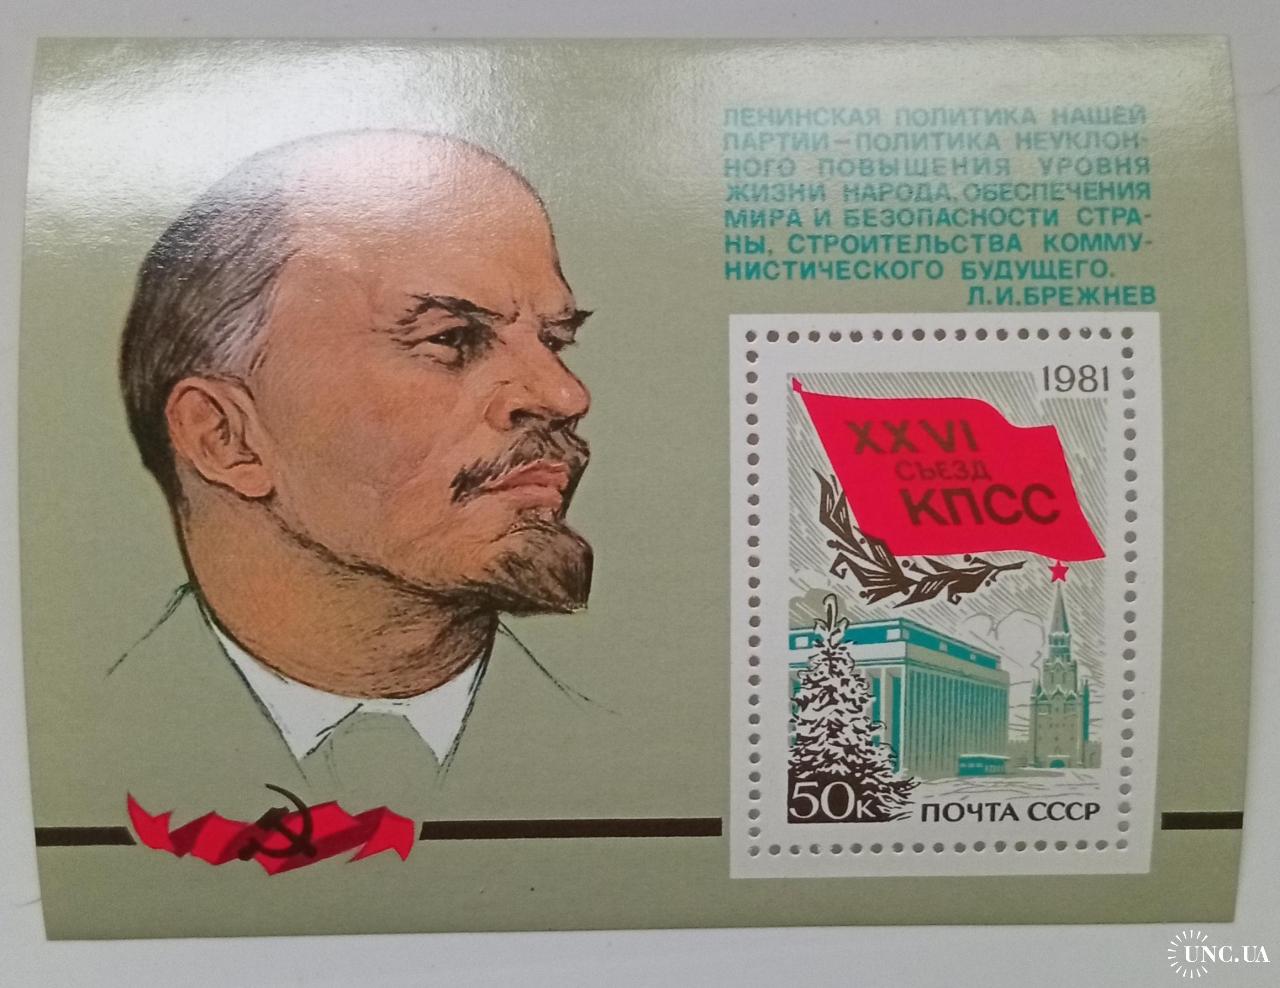 ЛЕНИНСКАЯ ПОЛИТИКА НАШЕЙ
ПАРТИИ–ПОЛИТИКА НЕУКЛОН-
НОГО ПОВЫШЕНИЯ УРОВНЯ
ЖИЗНИ НАРОДА, ОБЕСПЕЧЕНИЯ
МИРА И БЕЗОПАСНОСТИ СТРА-
НЫ, СТРОИТЕЛЬСТВА КОММУ-
НИСТИЧЕСКОГО БУДУЩЕГО.
Л.И.БРЕЖНЕВ
1981
XXVI
СЪЕЗД
КПСС
50К ПОЧТА СССР
UNC.UA